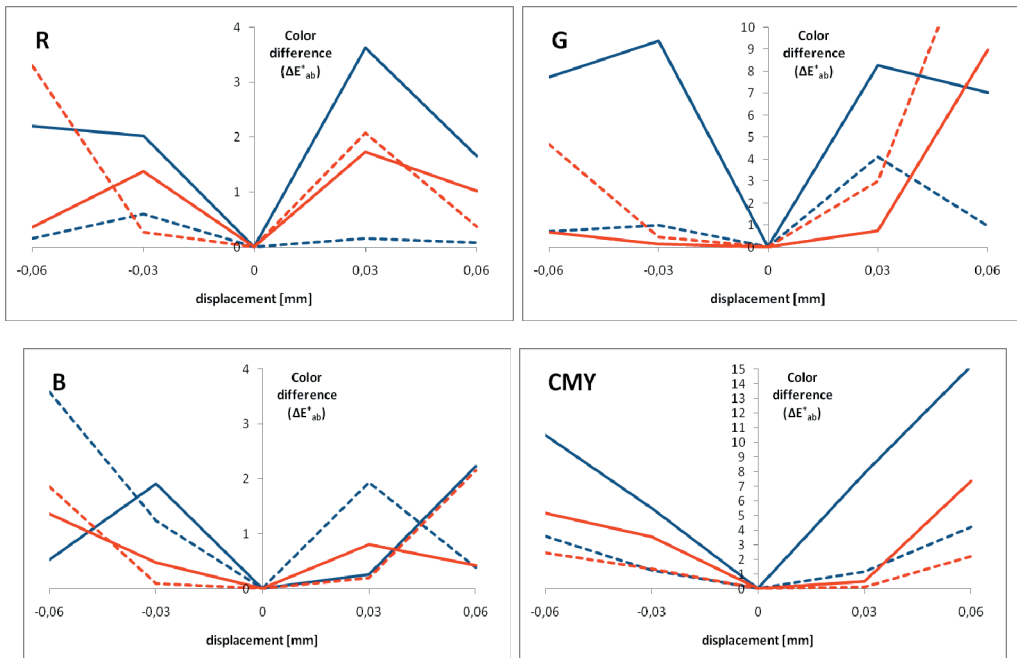 R
Color
difference
(ΔE*ab)
4
3
2
1
0
-0,06 -0,03 0 0,03 0,06
displacement [mm]
G
Color
difference
(ΔE*ab)
10
9
8
7
6
5
4
3
2
1
0
-0,06 -0,03 0 0,03 0,06
displacement [mm]
B
Color
difference
(ΔE*ab)
4
3
2
1
0
-0,06 -0,03 0 0,03 0,06
displacement [mm]
CMY
Color
difference
(ΔE*ab)
15
14
13
12
11
10
9
8
7
6
5
4
3
2
1
0
-0,06 -0,03 0 0,03 0,06
displacement [mm]